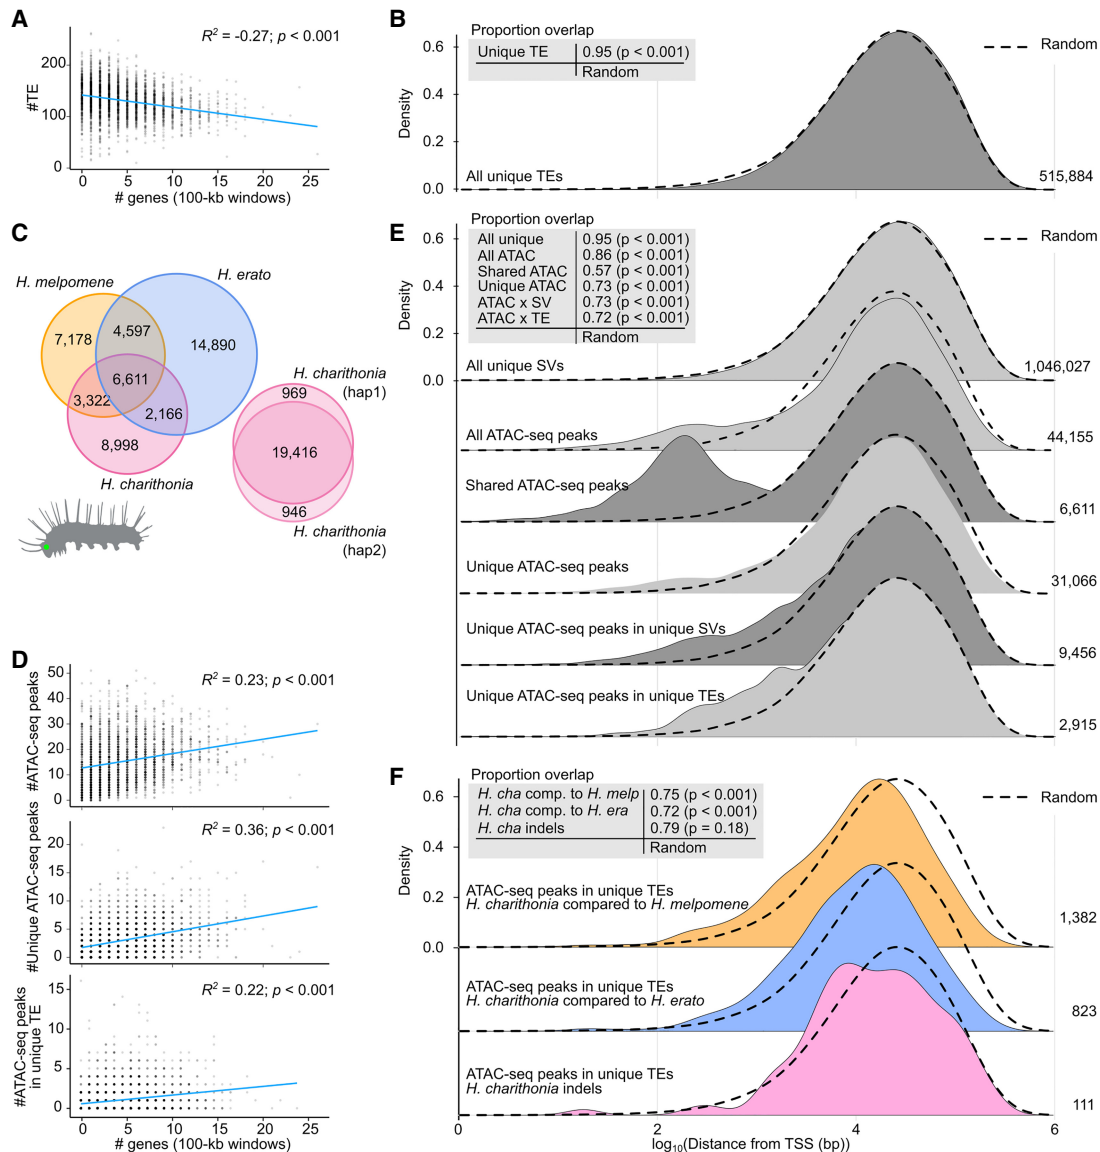 A
R² = -0.27; p < 0.001
#TE
200
100
0
0 5 10 15 20 25
# genes (100-kb windows)
B
Proportion overlap
Unique TE 0.95 (p < 0.001)
Random
Random
Density
0.6
0.4
0.2
0.0
All unique TEs
515,884
C
H. melpomene
H. erato
7,178
4,597
14,890
6,611
3,322
2,166
8,998
H. charithonia
H. charithonia
(hap1)
969
19,416
946
H. charithonia
(hap2)
D
R² = 0.23; p < 0.001
#ATAC-seq peaks
50
40
30
20
10
0
R² = 0.36; p < 0.001
#Unique ATAC-seq peaks
20
15
10
5
0
R² = 0.22; p < 0.001
#ATAC-seq peaks
in unique TE
15
10
5
0
0 5 10 15 20 25
# genes (100-kb windows)
E
Proportion overlap
All unique 0.95 (p < 0.001)
All ATAC 0.86 (p < 0.001)
Shared ATAC 0.57 (p < 0.001)
Unique ATAC 0.73 (p < 0.001)
ATAC x SV 0.73 (p < 0.001)
ATAC x TE 0.72 (p < 0.001)
Random
Random
Density
0.6
0.4
0.2
0.0
All unique SVs
1,046,027
All ATAC-seq peaks
44,155
Shared ATAC-seq peaks
6,611
Unique ATAC-seq peaks
31,066
Unique ATAC-seq peaks in unique SVs
9,456
Unique ATAC-seq peaks in unique TEs
2,915
F
Proportion overlap
H. cha comp. to H. melp 0.75 (p < 0.001)
H. cha comp. to H. era 0.72 (p < 0.001)
H. cha indels 0.79 (p = 0.18)
Random
Random
Density
0.6
0.4
0.2
0.0
ATAC-seq peaks in unique TEs
H. charithonia compared to H. melpomene
1,382
ATAC-seq peaks in unique TEs
H. charithonia compared to H. erato
823
ATAC-seq peaks in unique TEs
H. charithonia indels
111
0 2 4 6
log₁₀(Distance from TSS (bp))